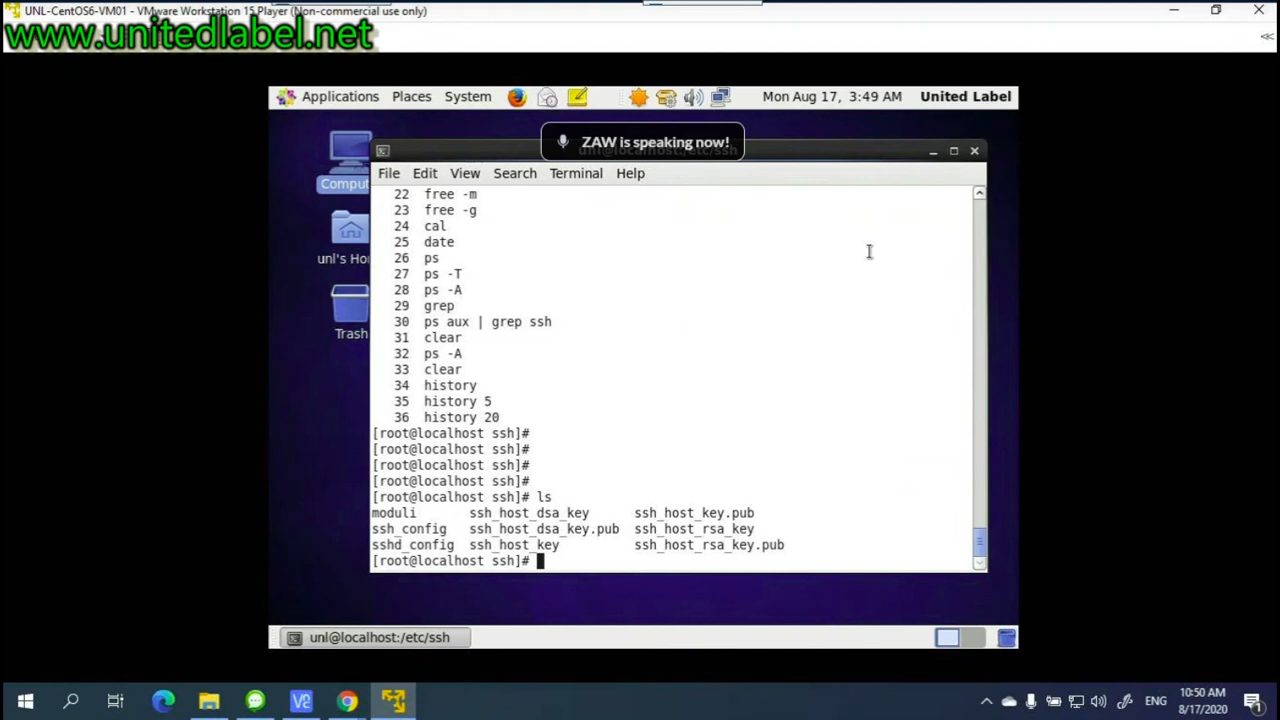 UNL-CentOS6-VM01 - VMware Workstation 15 Player (Non-commercial use only)
www.unitedlabel.net
Applications Places System Mon Aug 17, 3:49 AM United Label
ZAW is speaking now!
File Edit View Search Terminal Help
Comput
unl's Ho
Trash
22 free -m
23 free -g
24 cal
25 date
26 ps
27 ps -T
28 ps -A
29 grep
30 ps aux | grep ssh
31 clear
32 ps -A
33 clear
34 history
35 history 5
36 history 20
[root@localhost ssh]#
[root@localhost ssh]#
[root@localhost ssh]#
[root@localhost ssh]#
[root@localhost ssh]# ls
moduli ssh_host_dsa_key ssh_host_key.pub
ssh_config ssh_host_dsa_key.pub ssh_host_rsa_key
sshd_config ssh_host_key ssh_host_rsa_key.pub
[root@localhost ssh]#
unl@localhost:/etc/ssh
ENG
10:50 AM
8/17/2020
1